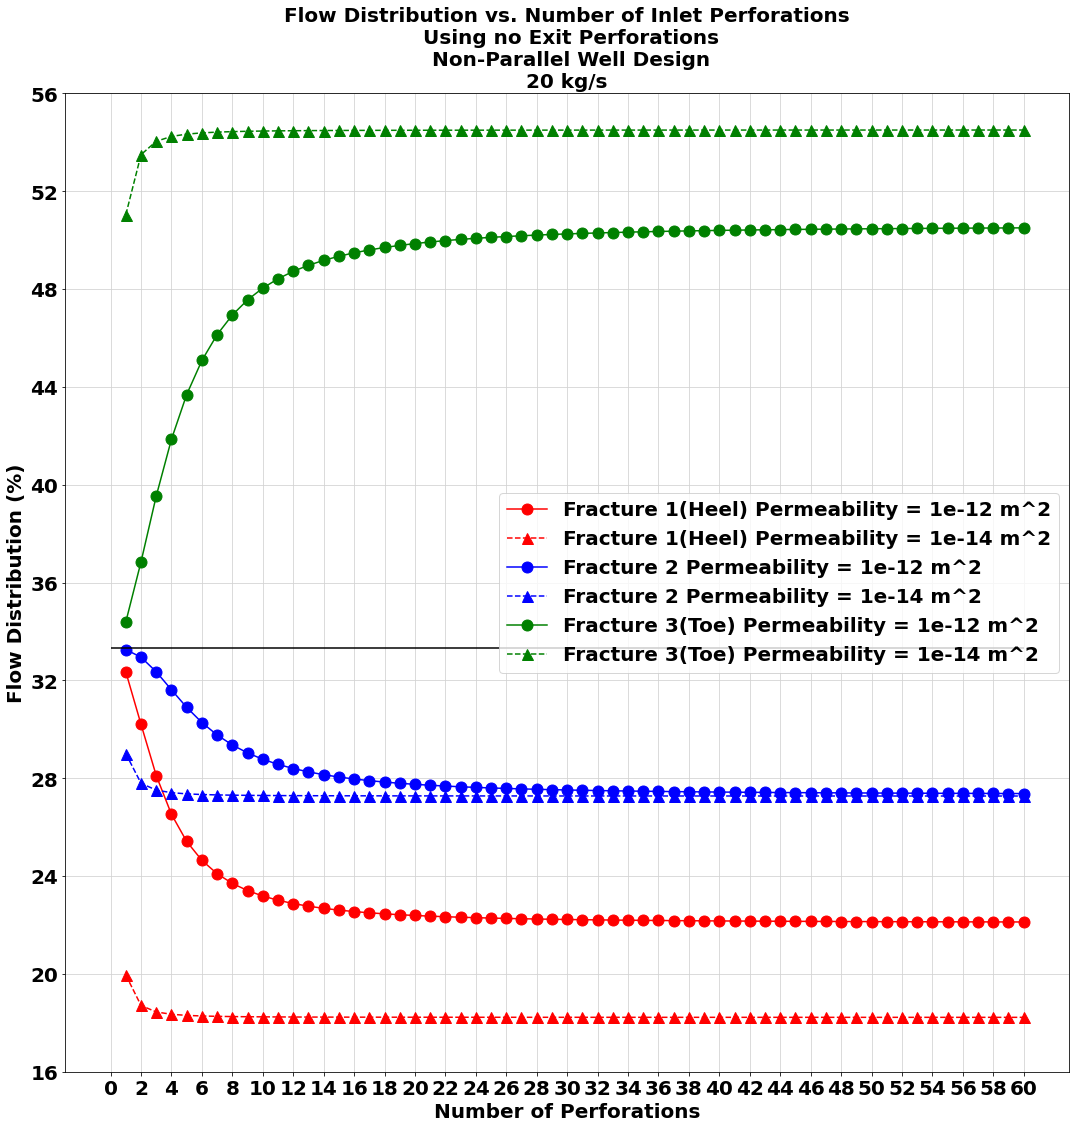 Flow Distribution vs. Number of Inlet Perforations
Using no Exit Perforations
Non-Parallel Well Design
20 kg/s
56
52
48
44
40
36
32
28
24
20
16
Flow Distribution (%)
Fracture 1(Heel) Permeability = 1e-12 m^2
Fracture 1(Heel) Permeability = 1e-14 m^2
Fracture 2 Permeability = 1e-12 m^2
Fracture 2 Permeability = 1e-14 m^2
Fracture 3(Toe) Permeability = 1e-12 m^2
Fracture 3(Toe) Permeability = 1e-14 m^2
0 2 4 6 8 10 12 14 16 18 20 22 24 26 28 30 32 34 36 38 40 42 44 46 48 50 52 54 56 58 60
Number of Perforations